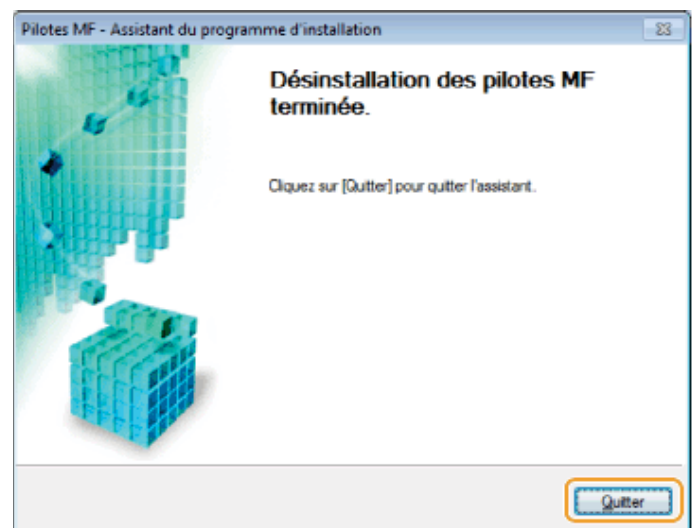 Pilotes MF - Assistant du programme d'installation
Désinstallation des pilotes MF
terminée.
Cliquez sur [Quitter] pour quitter l'assistant.
Quitter